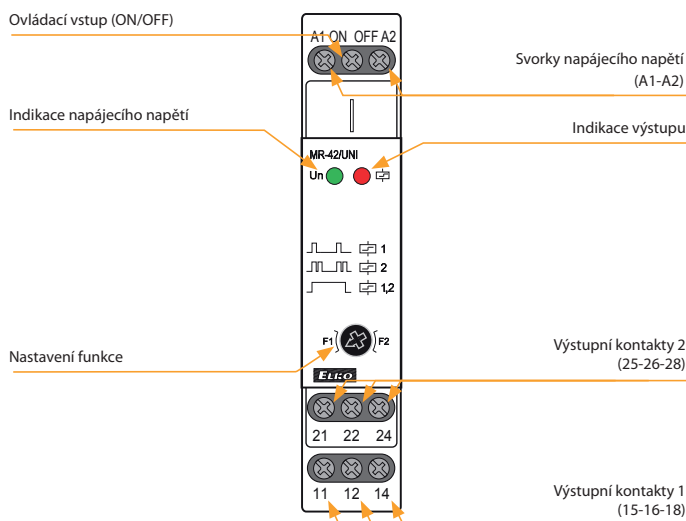 Ovládací vstup (ON/OFF)
A1 ON OFF A2
Svorky napájecího napětí
(A1-A2)
Indikace napájecího napětí
Indikace výstupu
MR-42/UNI
Un
1
2
1,2
F1
F2
Nastavení funkce
ELKO
Výstupní kontakty 2
(25-26-28)
21 22 24
11 12 14
Výstupní kontakty 1
(15-16-18)